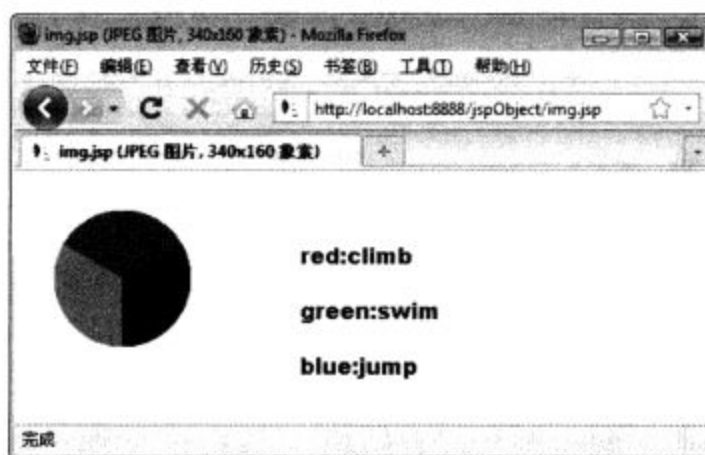 img.jsp (JPEG 图片, 340x160 象素) - Mozilla Firefox
文件(F) 编辑(E) 查看(V) 历史(S) 书签(B) 工具(T) 帮助(H)
http://localhost:8888/jspObject/img.jsp
img.jsp (JPEG 图片, 340x160 象素)
red:climb
green:swim
blue:jump
完成